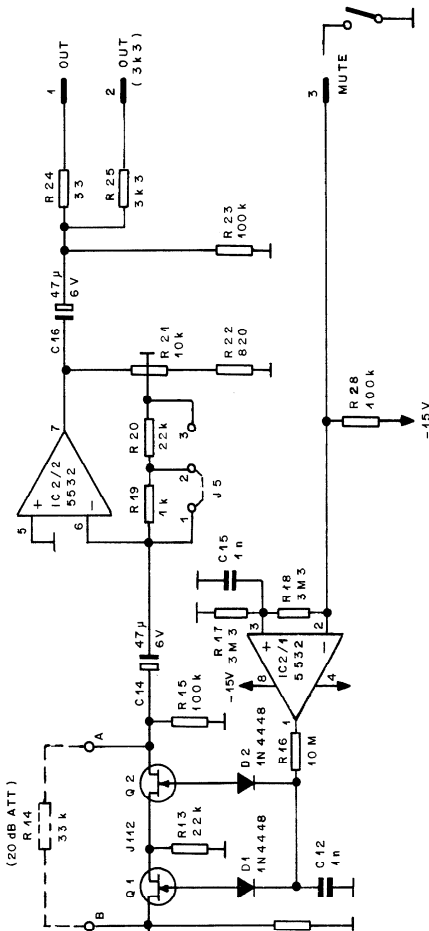 (20 dB ATT)
R14
33k
B
A
Q1
J112
Q2
R13
22k
R15
100k
D1
1N4448
D2
1N4448
C12
1n
R16
10M
C14
47µ
6V
1
IC2/1
5532
+
−
3
2
8
4
-15V
R17
3M3
R18
3M3
C15
1n
5
6
+
−
IC2/2
5532
7
R19
1k
R20
22k
1
2
3
J5
R21
10k
R22
820
C16
47µ
6V
R23
100k
R24
33
R25
3k3
1
OUT
2
OUT
(3k3)
R28
100k
-15V
3
MUTE